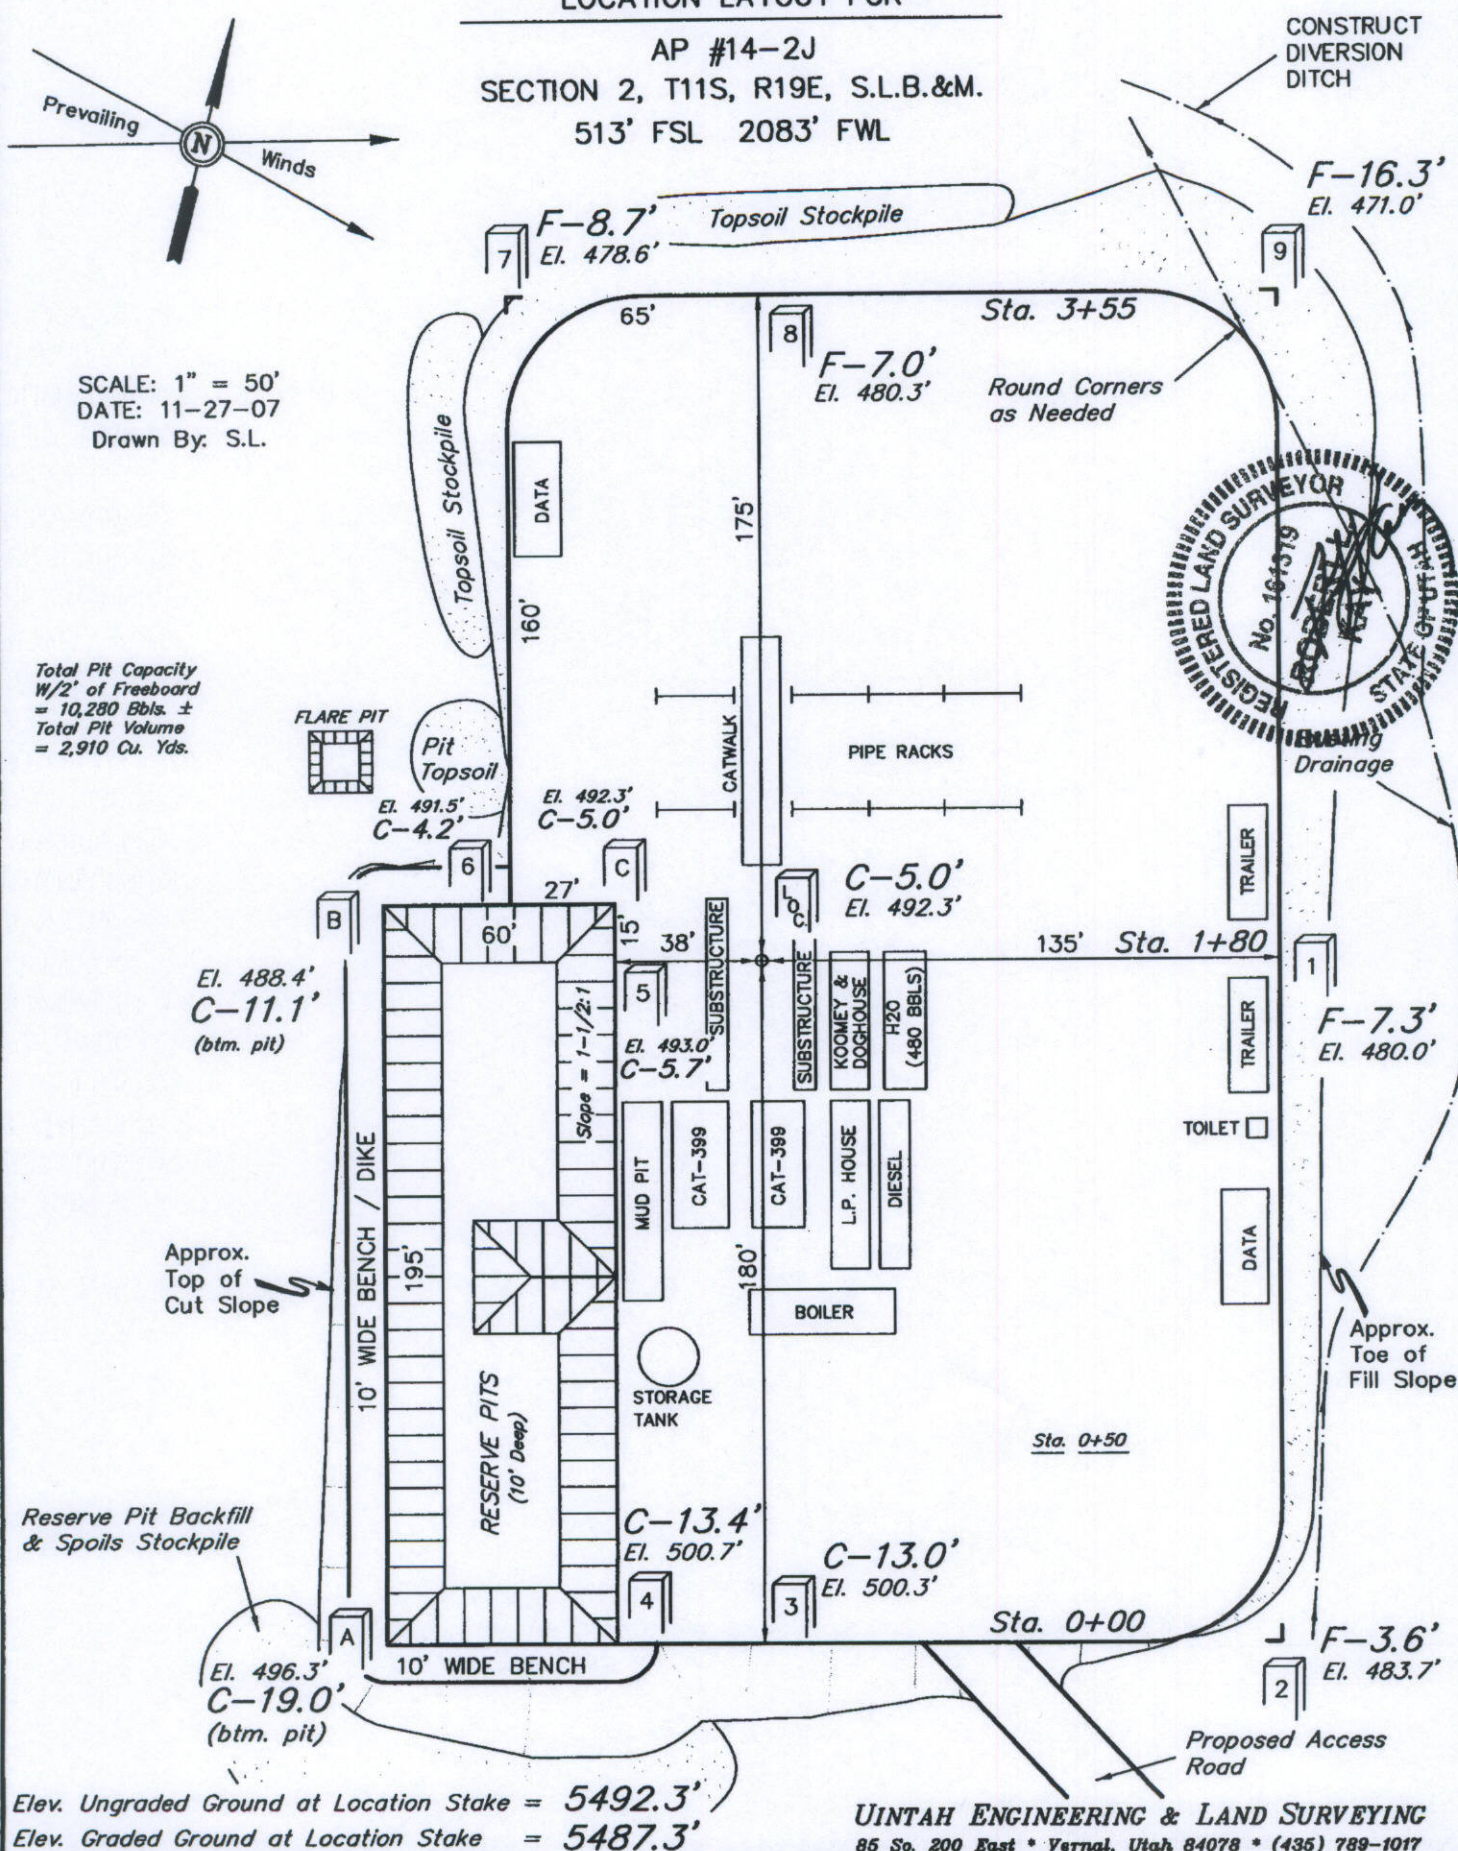 LOCATION LAYOUT FOR
AP #14-2J
SECTION 2, T11S, R19E, S.L.B.&M.
513' FSL 2083' FWL
CONSTRUCT
DIVERSION
DITCH
Prevailing
N
Winds
F-16.3'
El. 471.0'
Topsoil Stockpile
F-8.7'
El. 478.6'
7
9
65'
8
Sta. 3+55
F-7.0'
El. 480.3'
Round Corners
as Needed
SCALE: 1" = 50'
DATE: 11-27-07
Drawn By: S.L.
Topsoil Stockpile
DATA
175'
160'
REGISTERED LAND SURVEYOR
No. 161319
ROBERT
KAY
STATE OF UTAH
Total Pit Capacity
W/2' of Freeboard
= 10,280 Bbls. ±
Total Pit Volume
= 2,910 Cu. Yds.
FLARE PIT
Pit
Topsoil
CATWALK
PIPE RACKS
Drainage
El. 491.5'
C-4.2'
El. 492.3'
C-5.0'
TRAILER
6
C
27'
LOC.
C-5.0'
El. 492.3'
B
60'
15'
38'
SUBSTRUCTURE
135'
Sta. 1+80
1
El. 488.4'
C-11.1'
(btm. pit)
5
SUBSTRUCTURE
KOOMEY &
DOGHOUSE
H2O
(480 BBLS)
TRAILER
F-7.3'
El. 480.0'
Slope = 1-1/2:1
El. 493.0'
C-5.7'
TOILET
10' WIDE BENCH / DIKE
MUD PIT
CAT-399
CAT-399
L.P. HOUSE
DIESEL
DATA
Approx.
Top of
Cut Slope
195'
180'
BOILER
Approx.
Toe of
Fill Slope
STORAGE
TANK
RESERVE PITS
(10' Deep)
Sta. 0+50
Reserve Pit Backfill
& Spoils Stockpile
C-13.4'
El. 500.7'
C-13.0'
El. 500.3'
4
3
Sta. 0+00
A
10' WIDE BENCH
F-3.6'
El. 483.7'
2
El. 496.3'
C-19.0'
(btm. pit)
Proposed Access
Road
Elev. Ungraded Ground at Location Stake = 5492.3'
Elev. Graded Ground at Location Stake = 5487.3'
UINTAH ENGINEERING & LAND SURVEYING
85 So. 200 East * Vernal, Utah 84078 * (435) 789-1017